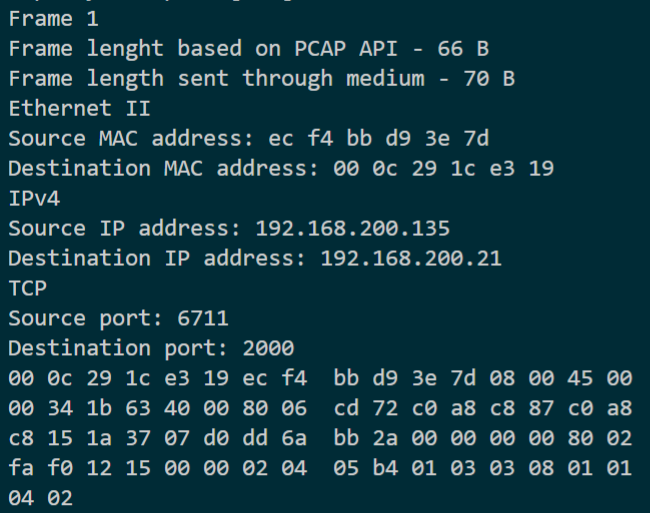 Frame 1
Frame lenght based on PCAP API - 66 B
Frame length sent through medium - 70 B
Ethernet II
Source MAC address: ec f4 bb d9 3e 7d
Destination MAC address: 00 0c 29 1c e3 19
IPv4
Source IP address: 192.168.200.135
Destination IP address: 192.168.200.21
TCP
Source port: 6711
Destination port: 2000
00 0c 29 1c e3 19 ec f4  bb d9 3e 7d 08 00 45 00
00 34 1b 63 40 00 80 06  cd 72 c0 a8 c8 87 c0 a8
c8 15 1a 37 07 d0 dd 6a  bb 2a 00 00 00 00 80 02
fa f0 12 15 00 00 02 04  05 b4 01 03 03 08 01 01
04 02